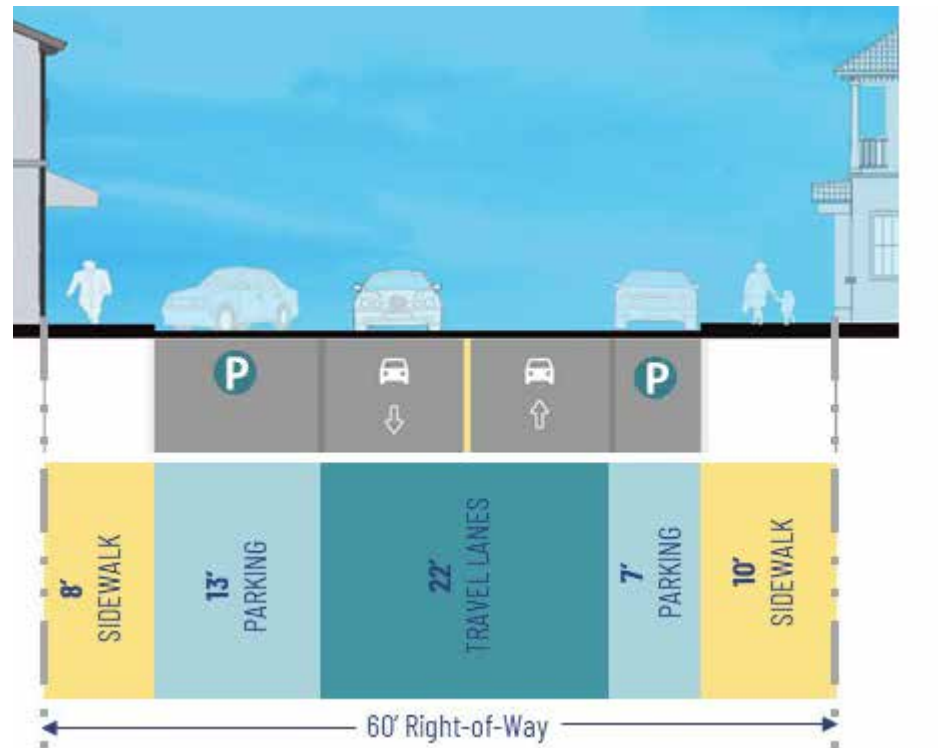 P
P
8'
SIDEWALK
13'
PARKING
22'
TRAVEL LANES
7'
PARKING
10'
SIDEWALK
60' Right-of-Way